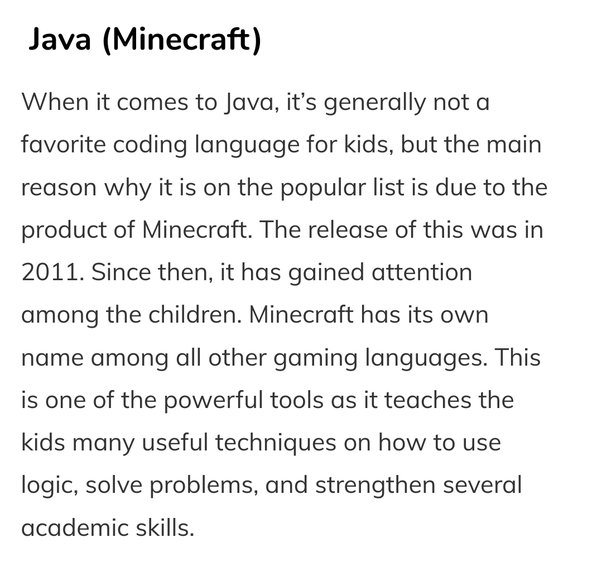 Java (Minecraft)
When it comes to Java, it’s generally not a
favorite coding language for kids, but the main
reason why it is on the popular list is due to the
product of Minecraft. The release of this was in
2011. Since then, it has gained attention
among the children. Minecraft has its own
name among all other gaming languages. This
is one of the powerful tools as it teaches the
kids many useful techniques on how to use
logic, solve problems, and strengthen several
academic skills.